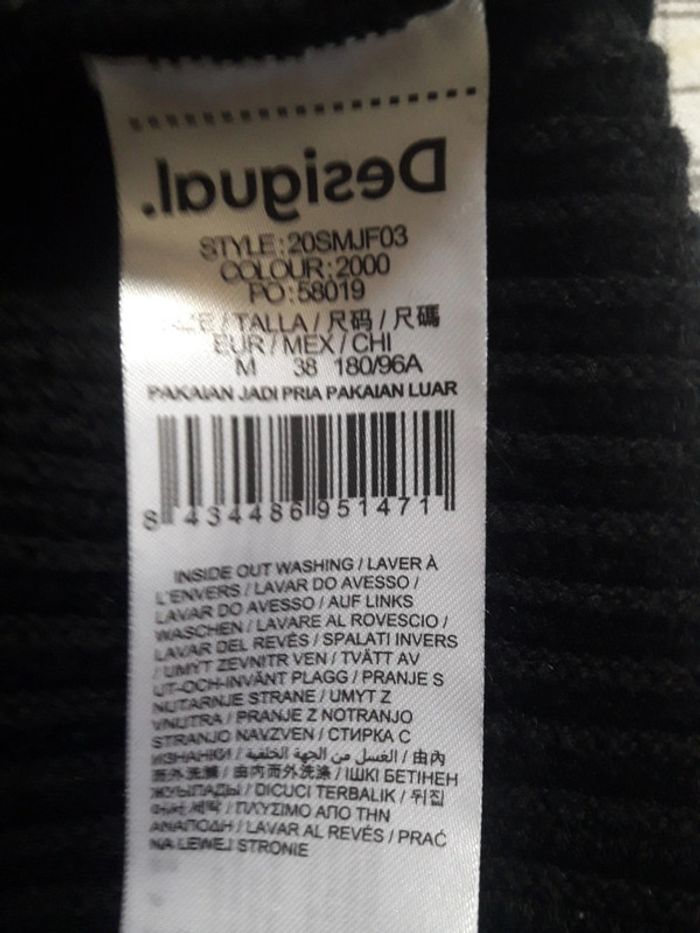 Desigual.
STYLE:20SMJF03
COLOUR:2000
PO:58019
/TALLA/尺码/尺碼
EUR/MEX/CHI
M 38 180/96A
PAKAIAN JADI PRIA PAKAIAN LUAR
8 434486 951471
INSIDE OUT WASHING / LAVER À
L'ENVERS / LAVAR DO AVESSO /
LAVAR DO AVESSO / AUF LINKS
WASCHEN / LAVARE AL ROVESCIO /
LAVAR DEL REVÉS / SPALATI INVERS
/ UMYT ZEVNITR VEN / TVÄTT AV
UT-OCH-INVÄNT PLAGG / PRANJE S
NUTARNJE STRANE / UMYT Z
VNUTRA / PRANJE Z NOTRANJO
STRANJO NAVZVEN / СТИРКА С
ИЗНАНКИ / الغسل من الجهة الخلفية / 由内
而外洗滌 / 由内而外洗涤 / ІШКІ БЕТІНЕН
ЖУЫЛАДЫ / DICUCI TERBALIK / 뒤집
세탁 / ΠΛΥΣΙΜΟ ΑΠΟ ΤΗΝ
ΑΝΑΠΟΔΗ / LAVAR AL REVÉS / PRAĆ
NA LEWEJ STRONIE